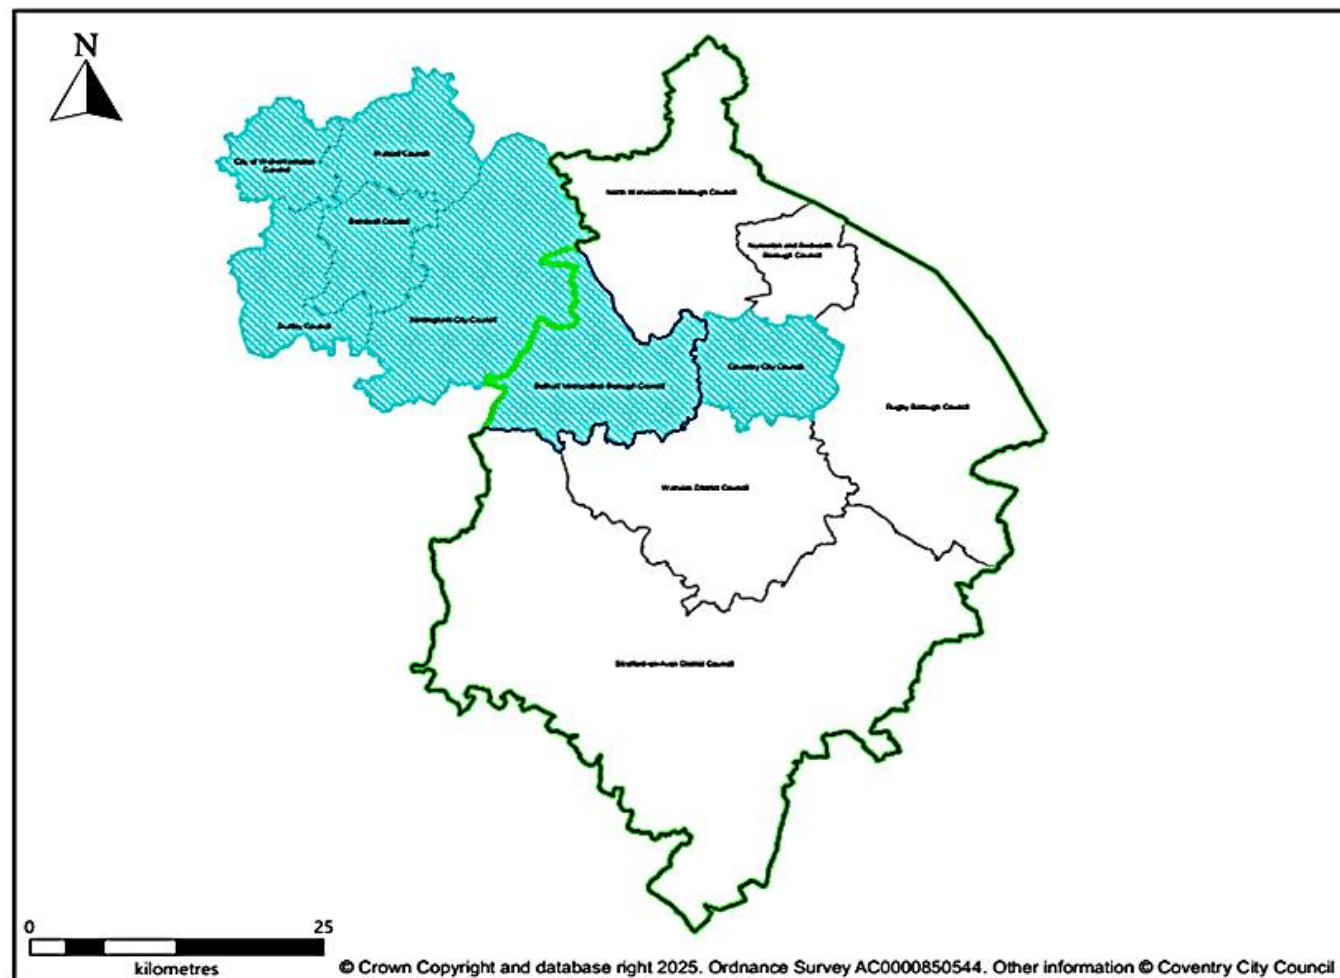 N
City of Wolverhampton
Council
Walsall Council
North Warwickshire Borough Council
Sandwell Council
Nuneaton and Bedworth
Borough Council
Dudley Council
Birmingham City Council
Solihull Metropolitan Borough Council
Coventry City Council
Rugby Borough Council
Warwick District Council
Stratford-on-Avon District Council
0 25
kilometres
© Crown Copyright and database right 2025. Ordnance Survey AC0000850544. Other information © Coventry City Council